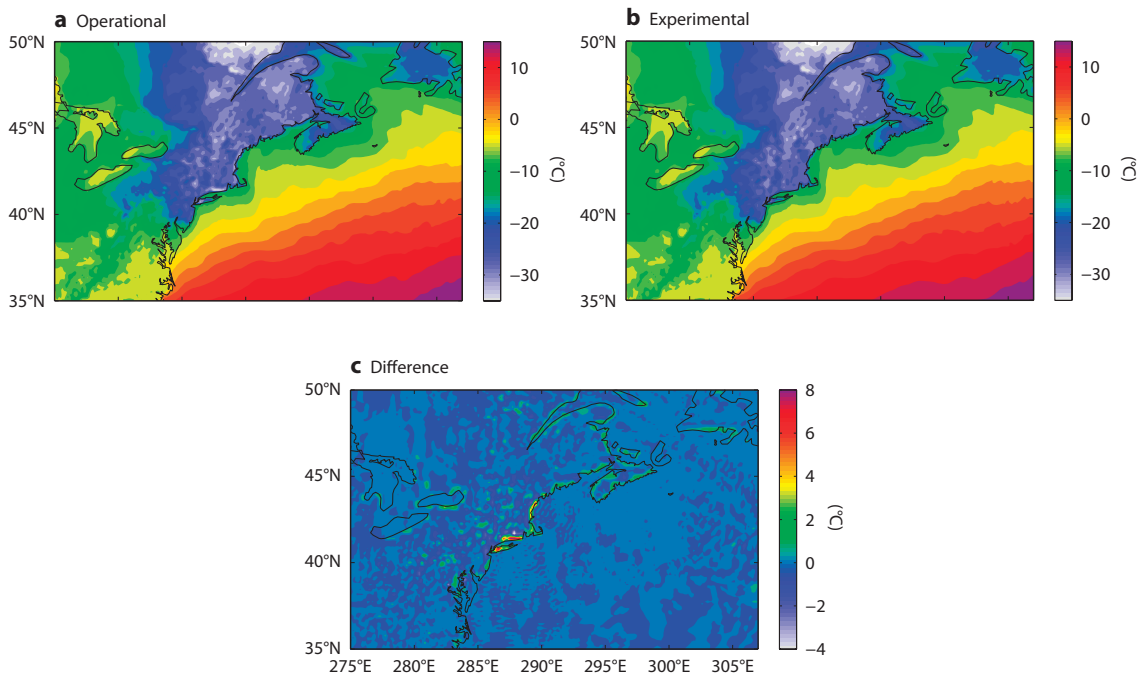 a Operational
50°N
45°N
40°N
35°N
10
0
−10
−20
−30
(°C)
b Experimental
50°N
45°N
40°N
35°N
10
0
−10
−20
−30
(°C)
c Difference
50°N
45°N
40°N
35°N
275°E 280°E 285°E 290°E 295°E 300°E 305°E
8
6
4
2
0
−2
−4
(°C)